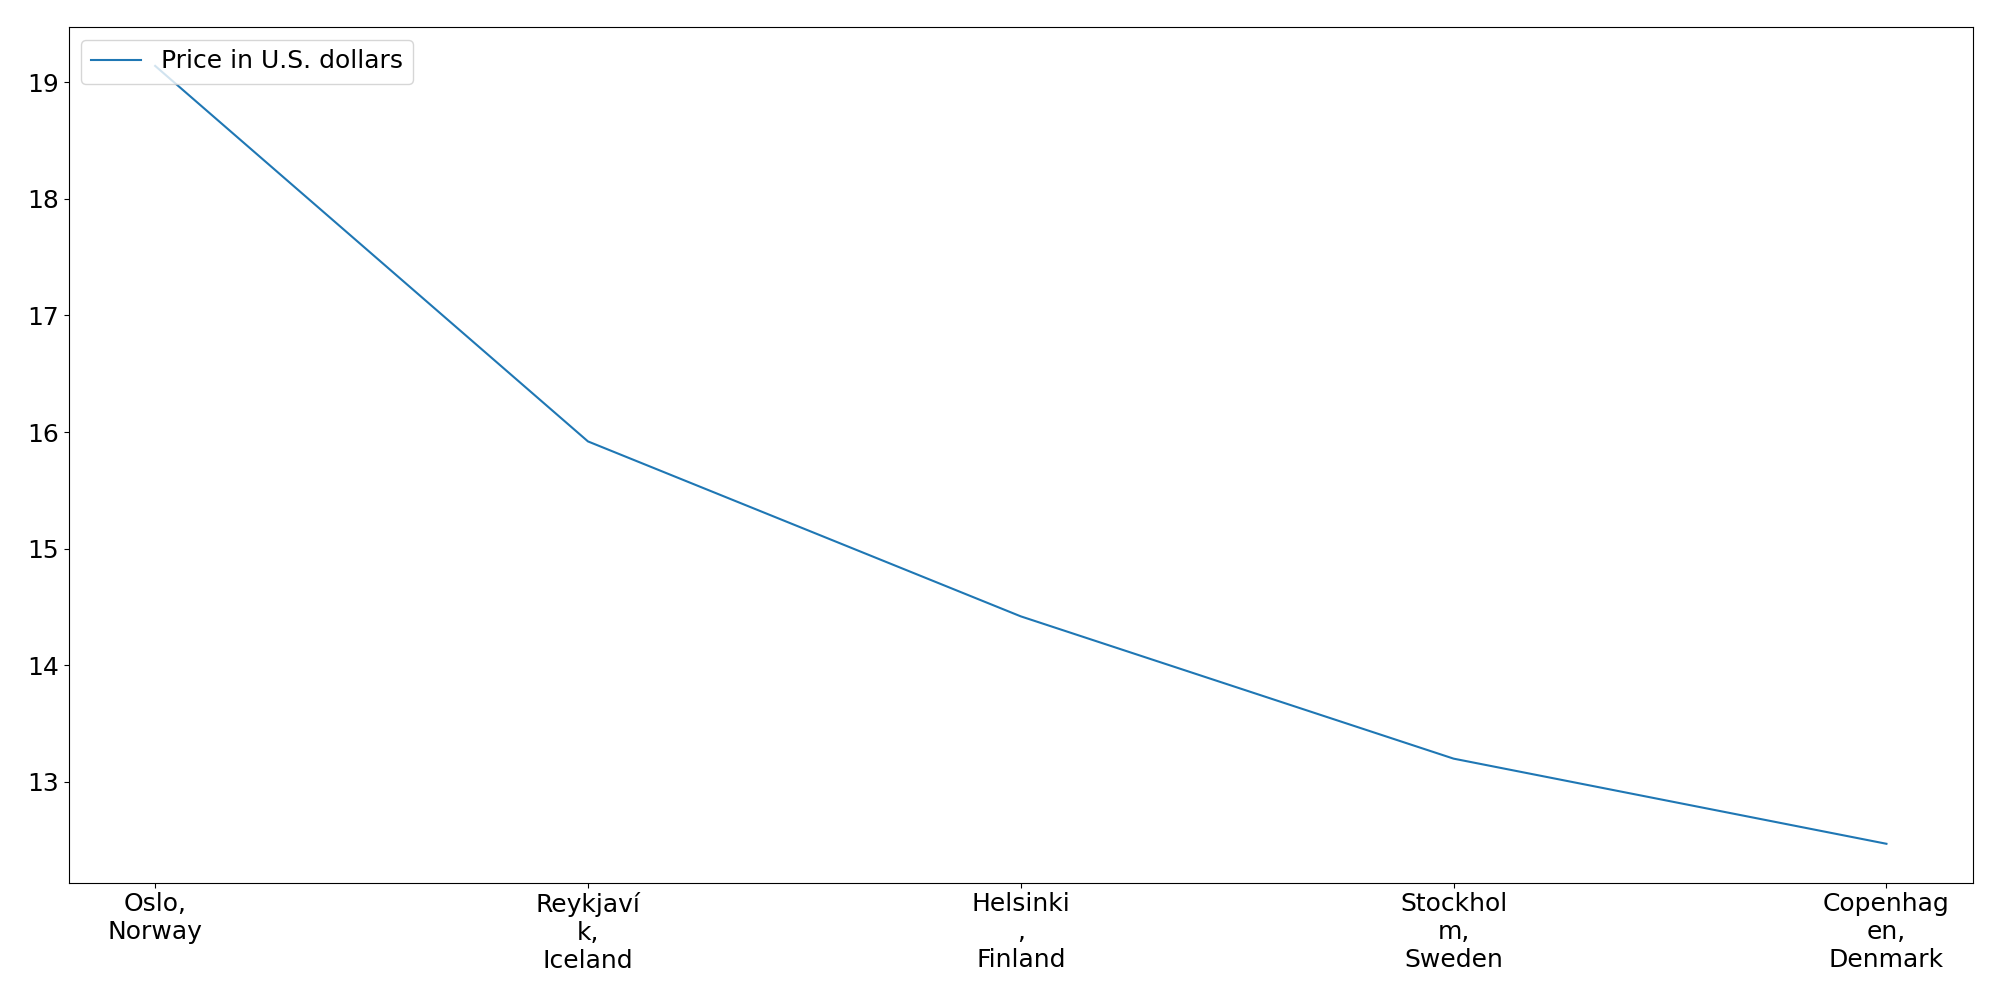 Price in U.S. dollars
19
18
17
16
15
14
13
Oslo,
Norway
Reykjaví
k,
Iceland
Helsinki
,
Finland
Stockhol
m,
Sweden
Copenhag
en,
Denmark